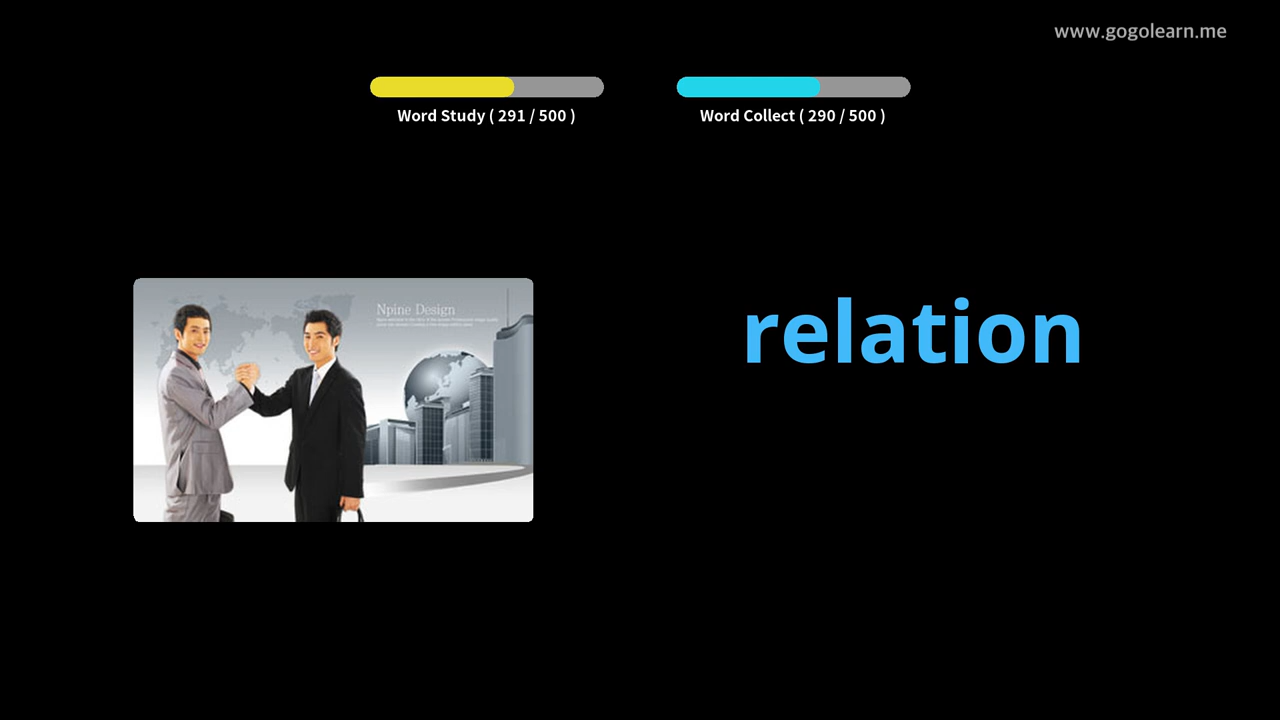 www.gogolearn.me
Word Study ( 291 / 500 )
Word Collect ( 290 / 500 )
Npine Design
relation